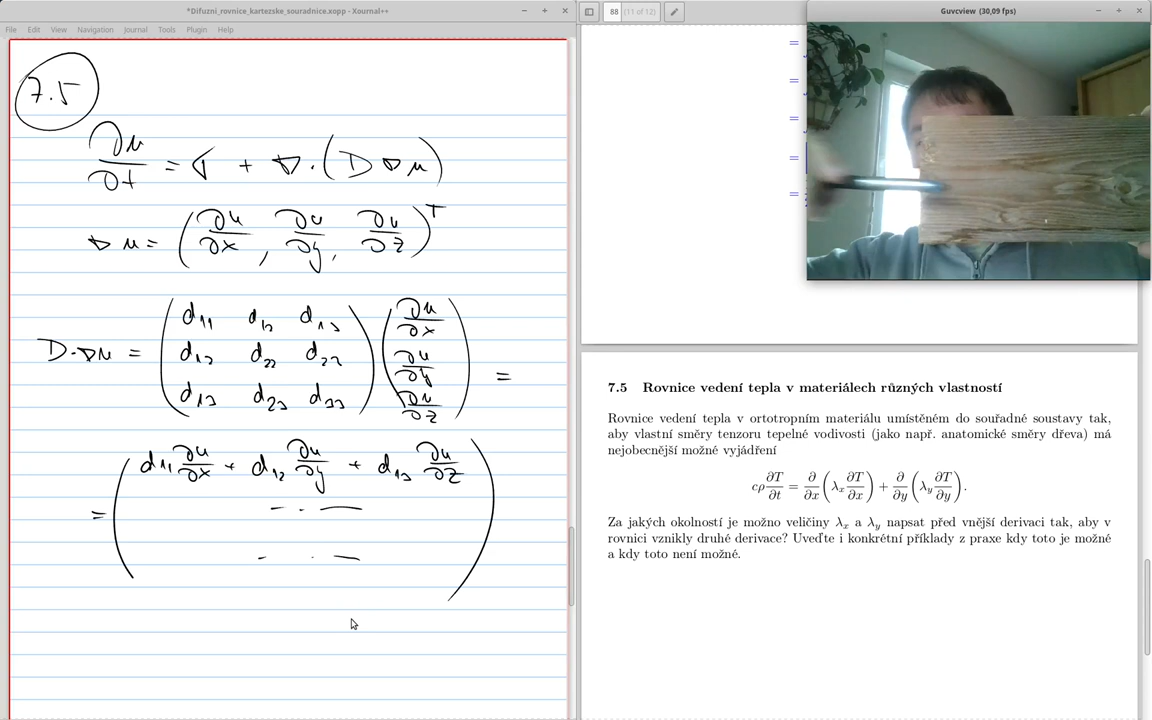 *Difuzni_rovnice_kartezske_souradnice.xopp - Xournal++
File Edit View Navigation Journal Tools Plugin Help
7.5
∂u/∂t = σ + ∇·(D∇u)
∇u = (∂u/∂x, ∂u/∂y, ∂u/∂z)^T
D·∇u = (d11 d12 d13; d12 d22 d23; d13 d23 d33) (∂u/∂x; ∂u/∂y; ∂u/∂z) =
= (d11 ∂u/∂x + d12 ∂u/∂y + d13 ∂u/∂z
88 (11 of 12)
Guvcview (30,09 fps)
7.5 Rovnice vedení tepla v materiálech různých vlastností
Rovnice vedení tepla v ortotropním materiálu umístěném do souřadné soustavy tak,
aby vlastní směry tenzoru tepelné vodivosti (jako např. anatomické směry dřeva) má
nejobecnější možné vyjádření
cρ ∂T/∂t = ∂/∂x (λx ∂T/∂x) + ∂/∂y (λy ∂T/∂y).
Za jakých okolností je možno veličiny λx a λy napsat před vnější derivaci tak, aby v
rovnici vznikly druhé derivace? Uveďte i konkrétní příklady z praxe kdy toto je možné
a kdy toto není možné.